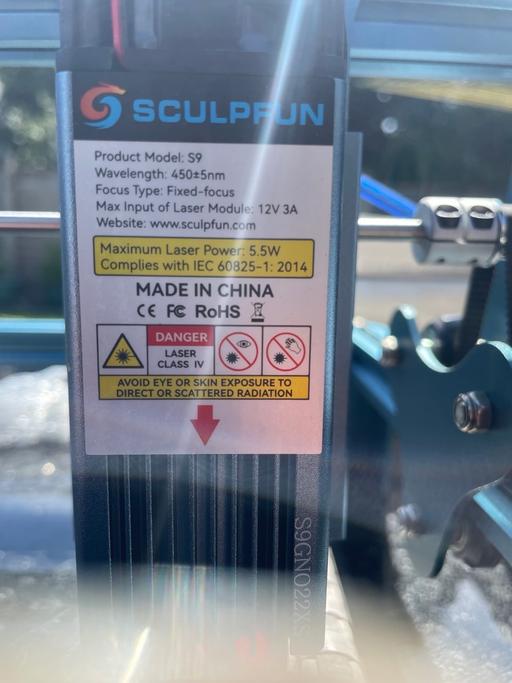 SCULPFUN
Product Model: S9
Wavelength: 450±5nm
Focus Type: Fixed-focus
Max Input of Laser Module: 12V 3A
Website: www.sculpfun.com
Maximum Laser Power: 5.5W
Complies with IEC 60825-1: 2014
MADE IN CHINA
CE FC RoHS
DANGER
LASER
CLASS IV
AVOID EYE OR SKIN EXPOSURE TO
DIRECT OR SCATTERED RADIATION